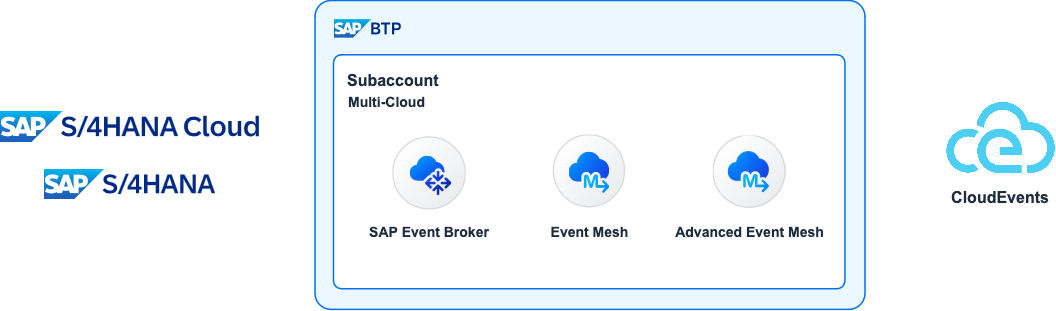 SAP BTP
Subaccount
Multi-Cloud
SAP S/4HANA Cloud
SAP S/4HANA
M
M
SAP Event Broker
Event Mesh
Advanced Event Mesh
ce
CloudEvents